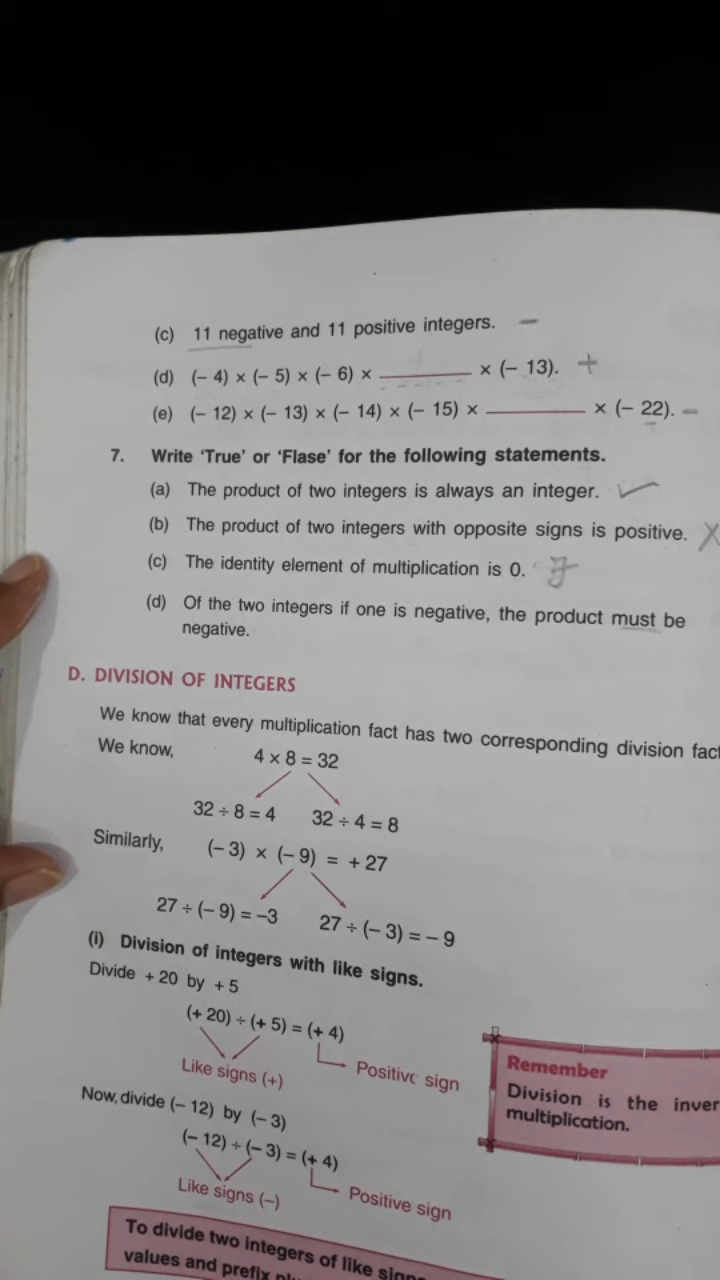 (c) 11 negative and 11 positive integers. –
(d) (– 4) × (– 5) × (– 6) × ________ × (– 13). +
(e) (– 12) × (– 13) × (– 14) × (– 15) × ________ × (– 22). –
7. Write ‘True’ or ‘Flase’ for the following statements.
(a) The product of two integers is always an integer. ✓
(b) The product of two integers with opposite signs is positive. X
(c) The identity element of multiplication is 0.
(d) Of the two integers if one is negative, the product must be
negative.
D. DIVISION OF INTEGERS
We know that every multiplication fact has two corresponding division
We know, 4 × 8 = 32
32 ÷ 8 = 4 32 ÷ 4 = 8
Similarly, (– 3) × (– 9) = + 27
27 ÷ (– 9) = –3 27 ÷ (– 3) = – 9
(i) Division of integers with like signs.
Divide + 20 by + 5
(+ 20) ÷ (+ 5) = (+ 4)
Like signs (+) Positive sign
Remember
Division is the
multiplication.
Now, divide (– 12) by (– 3)
(– 12) ÷ (– 3) = (+ 4)
Like signs (–) Positive sign
To divide two integers of like
values and prefix